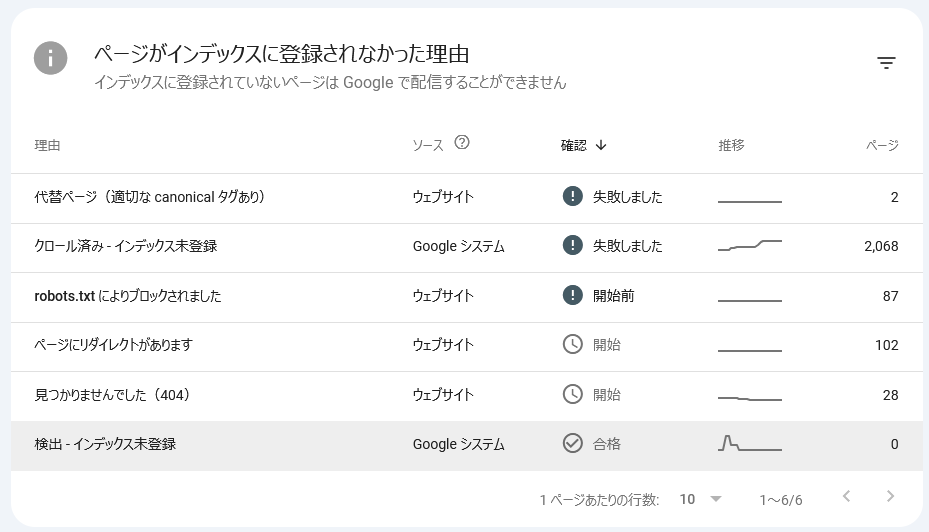 ページがインデックスに登録されなかった理由
インデックスに登録されていないページは Google で配信することができません
理由 ソース 確認 推移 ページ
代替ページ（適切な canonical タグあり） ウェブサイト 失敗しました 2
クロール済み - インデックス未登録 Google システム 失敗しました 2,068
robots.txt によりブロックされました ウェブサイト 開始前 87
ページにリダイレクトがあります ウェブサイト 開始 102
見つかりませんでした（404） ウェブサイト 開始 28
検出 - インデックス未登録 Google システム 合格 0
1 ページあたりの行数: 10 1～6/6